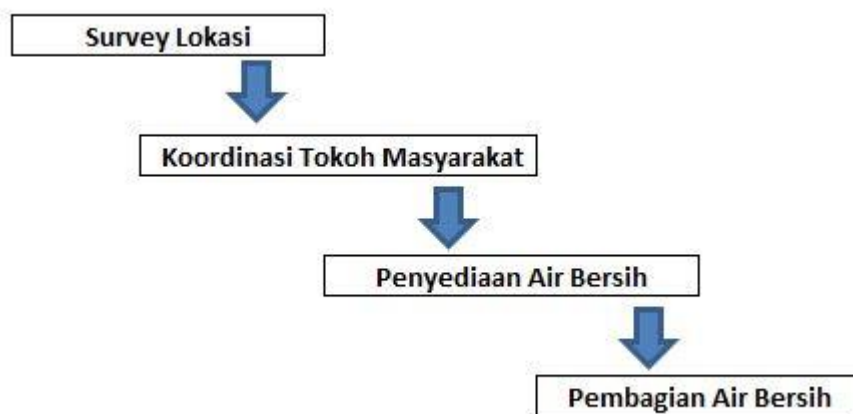 Survey Lokasi
Koordinasi Tokoh Masyarakat
Penyediaan Air Bersih
Pembagian Air Bersih